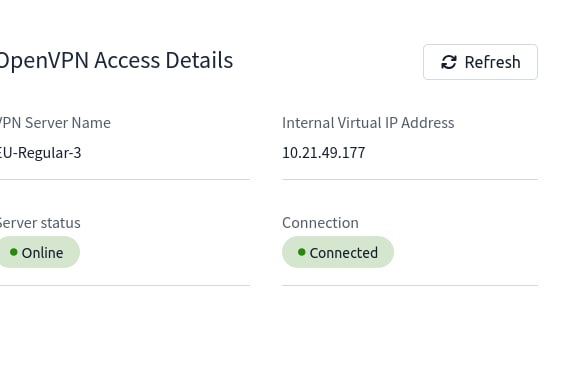 OpenVPN Access Details
Refresh
VPN Server Name
Internal Virtual IP Address
EU-Regular-3
10.21.49.177
Server status
Connection
Online
Connected